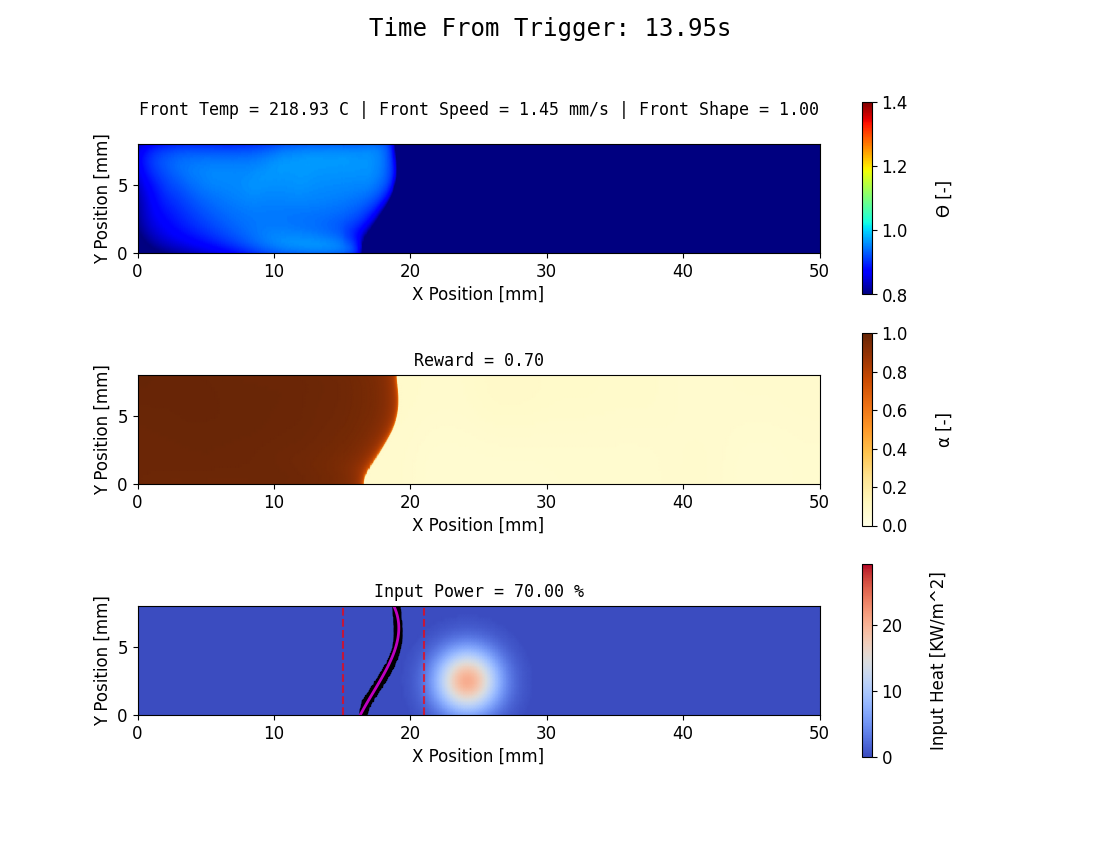 Time From Trigger: 13.95s
Front Temp = 218.93 C | Front Speed = 1.45 mm/s | Front Shape = 1.00
Y Position [mm]
5
0
0 10 20 30 40 50
X Position [mm]
1.4
1.2
1.0
0.8
ϴ [-]
Reward = 0.70
Y Position [mm]
5
0
0 10 20 30 40 50
X Position [mm]
1.0
0.8
0.6
0.4
0.2
0.0
α [-]
Input Power = 70.00 %
Y Position [mm]
5
0
0 10 20 30 40 50
X Position [mm]
20
10
0
Input Heat [KW/m^2]